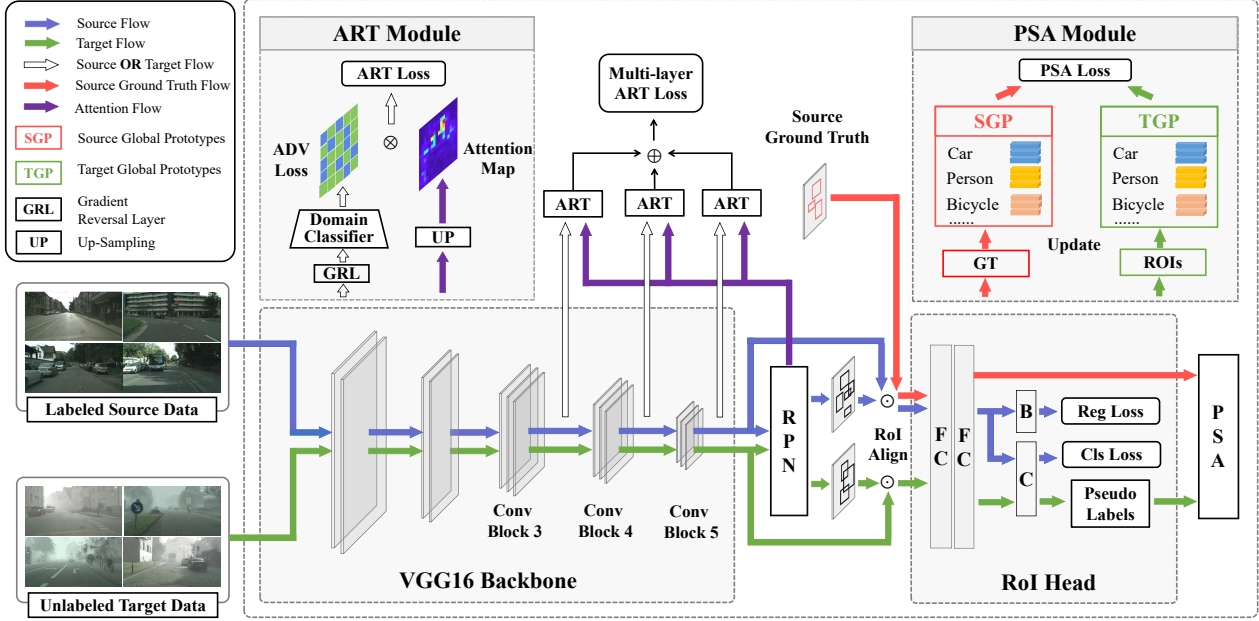 Source Flow
Target Flow
Source OR Target Flow
Source Ground Truth Flow
Attention Flow
SGP
Source Global Prototypes
TGP
Target Global Prototypes
GRL
Gradient
Reversal Layer
UP
Up-Sampling
Labeled Source Data
Unlabeled Target Data
ART Module
ART Loss
ADV
Loss
⊗
Attention
Map
Domain
Classifier
UP
GRL
Multi-layer
ART Loss
⊕
ART
ART
ART
Source
Ground Truth
PSA Module
PSA Loss
SGP
Car
Person
Bicycle
......
TGP
Car
Person
Bicycle
......
Update
GT
ROIs
Conv
Block 3
Conv
Block 4
Conv
Block 5
VGG16 Backbone
RPN
⊙
RoI
Align
⊙
FC
FC
B
Reg Loss
C
Cls Loss
Pseudo
Labels
RoI Head
PSA